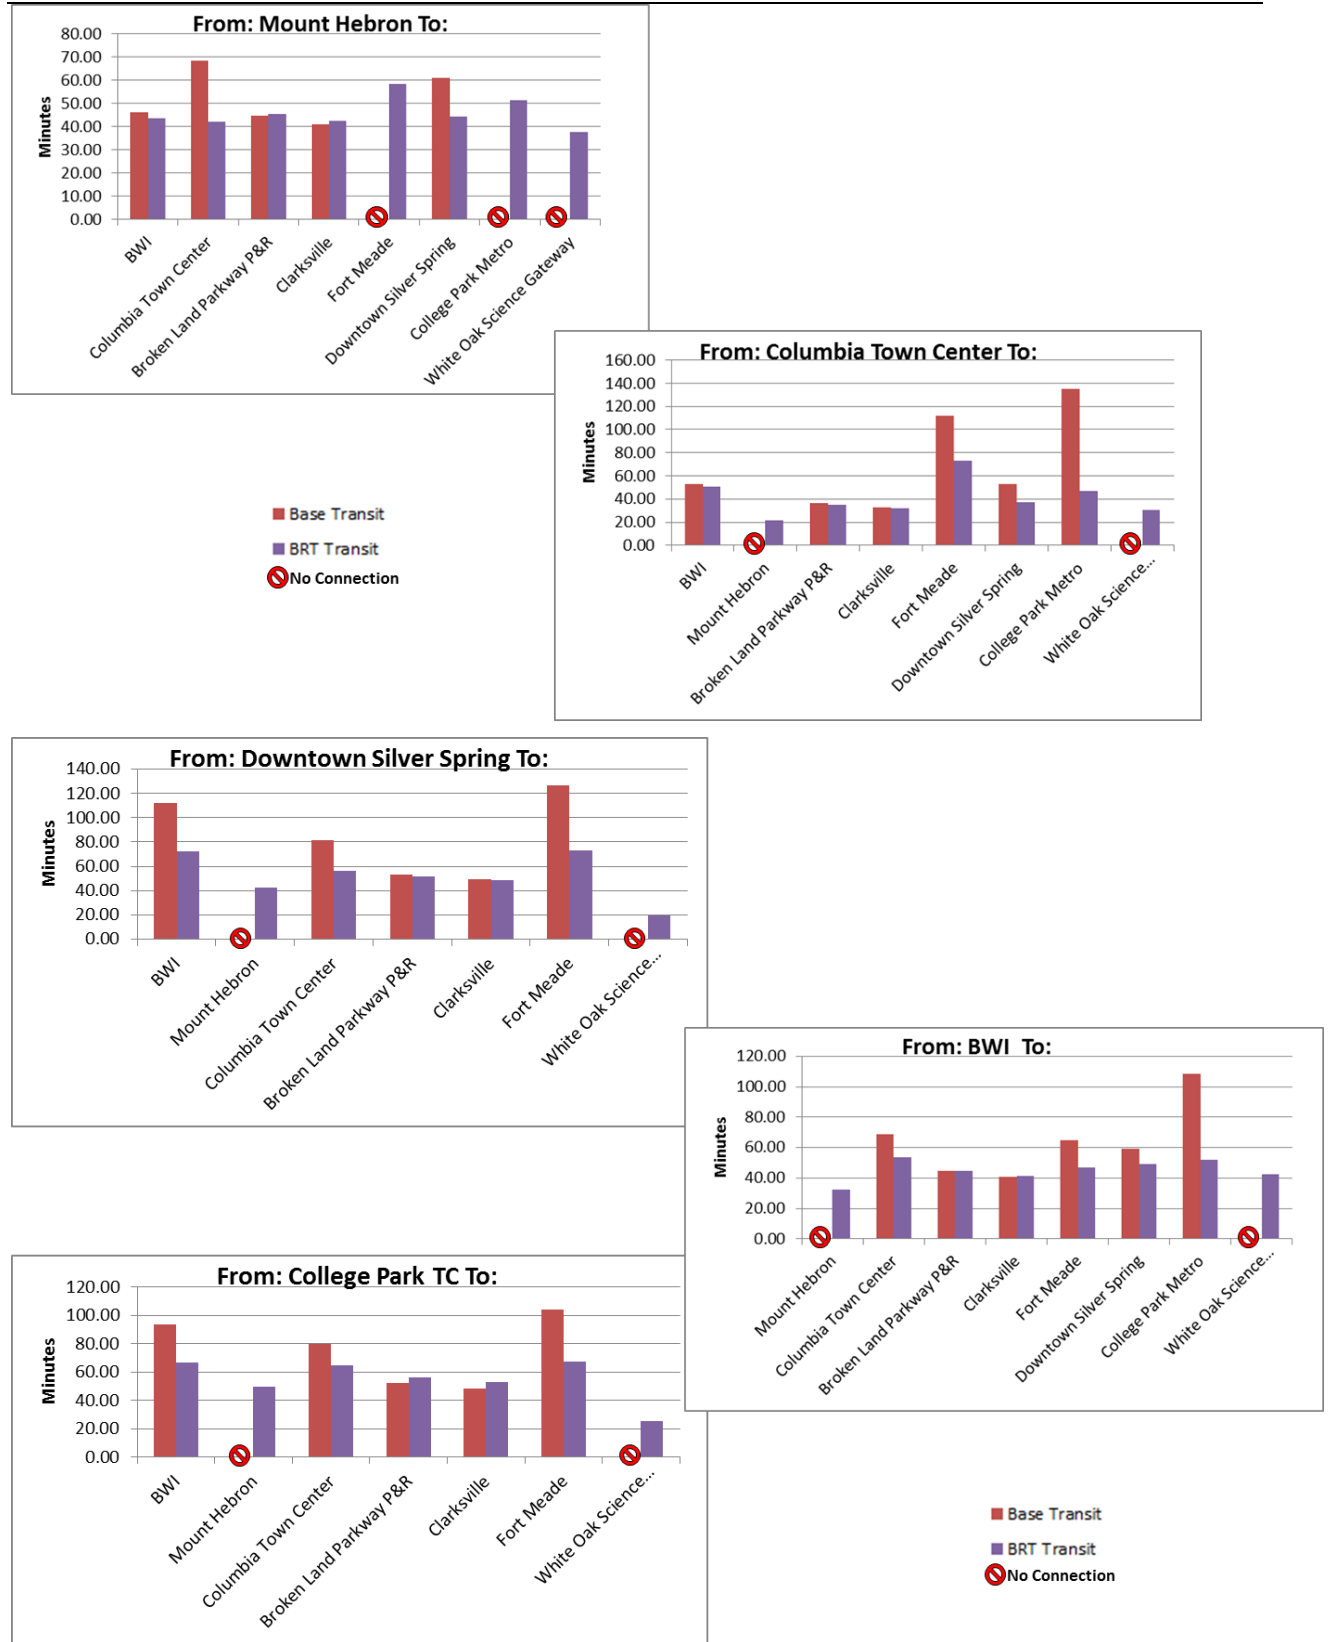 From: Mount Hebron To:
80.00
70.00
60.00
50.00
40.00
30.00
20.00
10.00
0.00
Minutes
BWI
Columbia Town Center
Broken Land Parkway P&R
Clarksville
Fort Meade
Downtown Silver Spring
College Park Metro
White Oak Science Gateway
From: Columbia Town Center To:
160.00
140.00
120.00
100.00
80.00
60.00
40.00
20.00
0.00
Minutes
BWI
Mount Hebron
Broken Land Parkway P&R
Clarksville
Fort Meade
Downtown Silver Spring
College Park Metro
White Oak Science...
Base Transit
BRT Transit
No Connection
From: Downtown Silver Spring To:
140.00
120.00
100.00
80.00
60.00
40.00
20.00
0.00
Minutes
BWI
Mount Hebron
Columbia Town Center
Broken Land Parkway P&R
Clarksville
Fort Meade
White Oak Science...
From: BWI To:
120.00
100.00
80.00
60.00
40.00
20.00
0.00
Minutes
Mount Hebron
Columbia Town Center
Broken Land Parkway P&R
Clarksville
Fort Meade
Downtown Silver Spring
College Park Metro
White Oak Science...
From: College Park TC To:
120.00
100.00
80.00
60.00
40.00
20.00
0.00
Minutes
BWI
Mount Hebron
Columbia Town Center
Broken Land Parkway P&R
Clarksville
Fort Meade
White Oak Science...
Base Transit
BRT Transit
No Connection